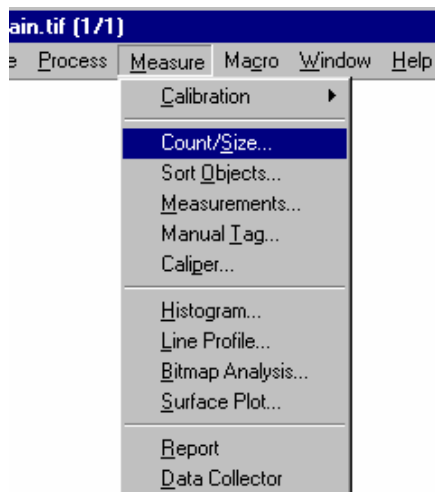 ain.tif (1/1)
e Process Measure Macro Window Help
Calibration
Count/Size...
Sort Objects...
Measurements...
Manual Tag...
Caliper...
Histogram...
Line Profile...
Bitmap Analysis...
Surface Plot...
Report
Data Collector